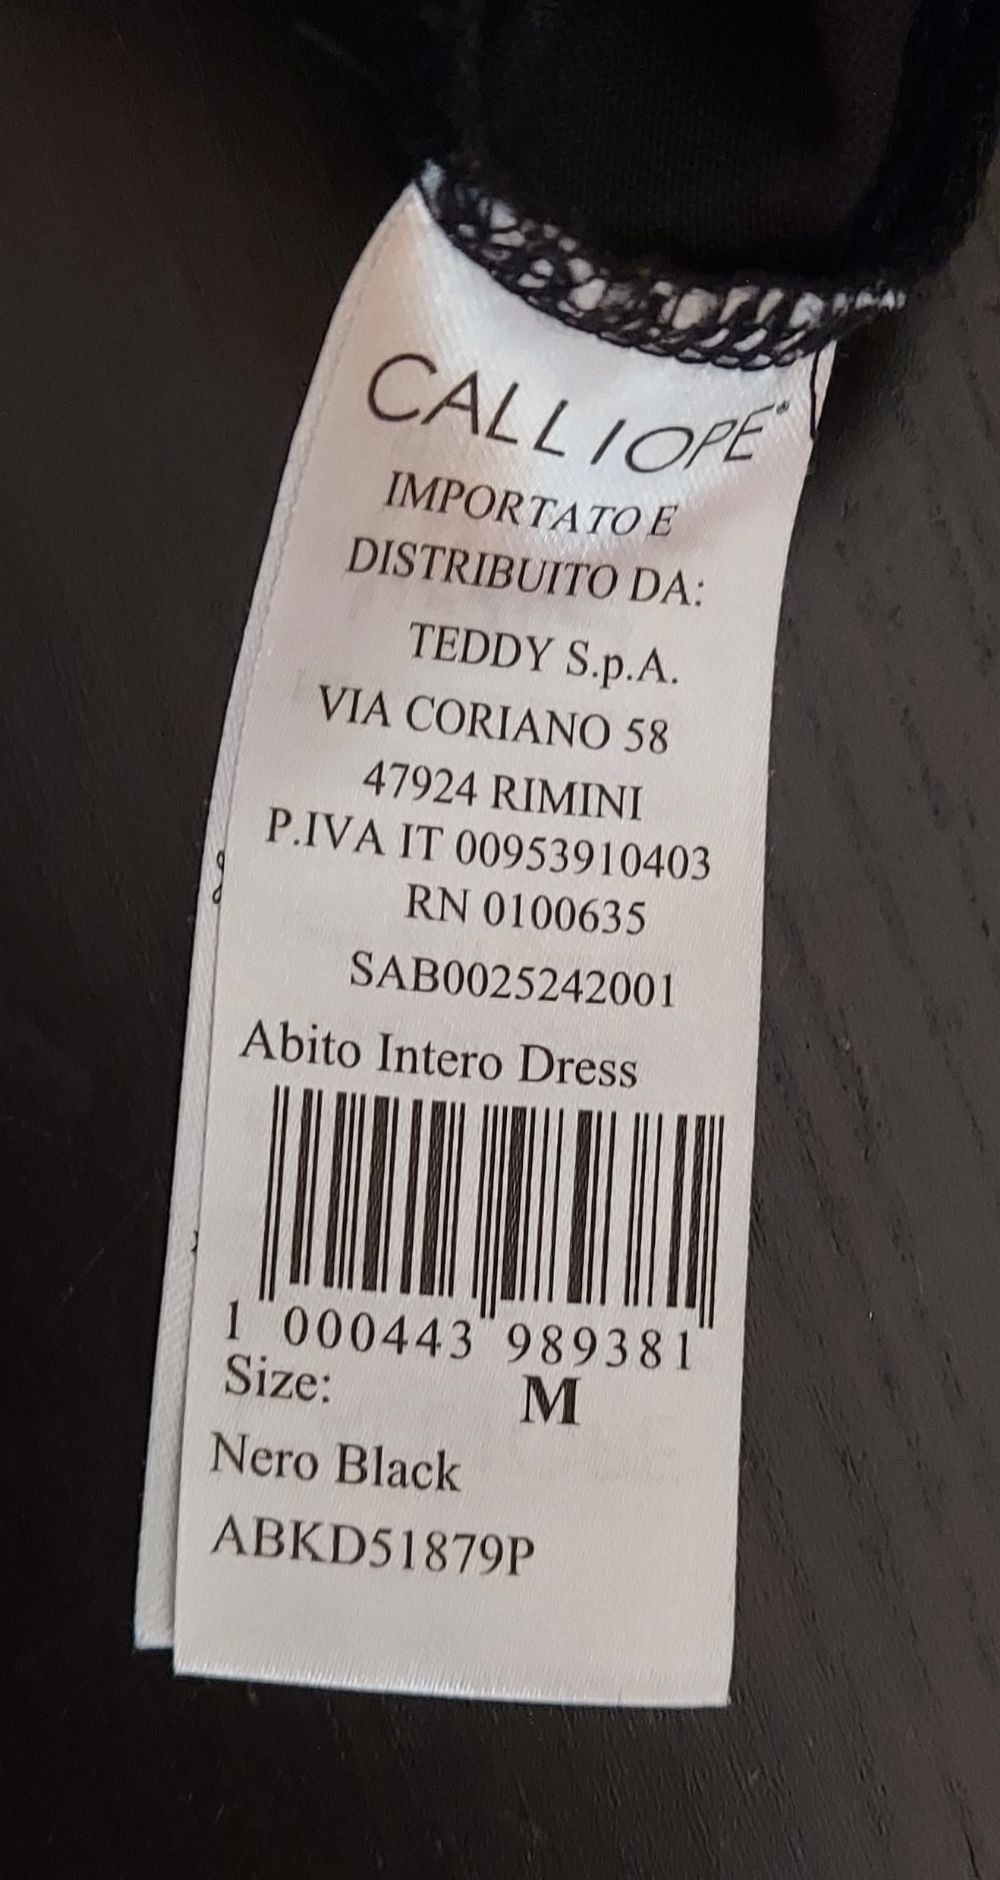 CALLIOPE®
IMPORTATO E
DISTRIBUITO DA:
TEDDY S.p.A.
VIA CORIANO 58
47924 RIMINI
P.IVA IT 00953910403
RN 0100635
SAB0025242001
Abito Intero Dress
1 000443 989381
Size: M
Nero Black
ABKD51879P